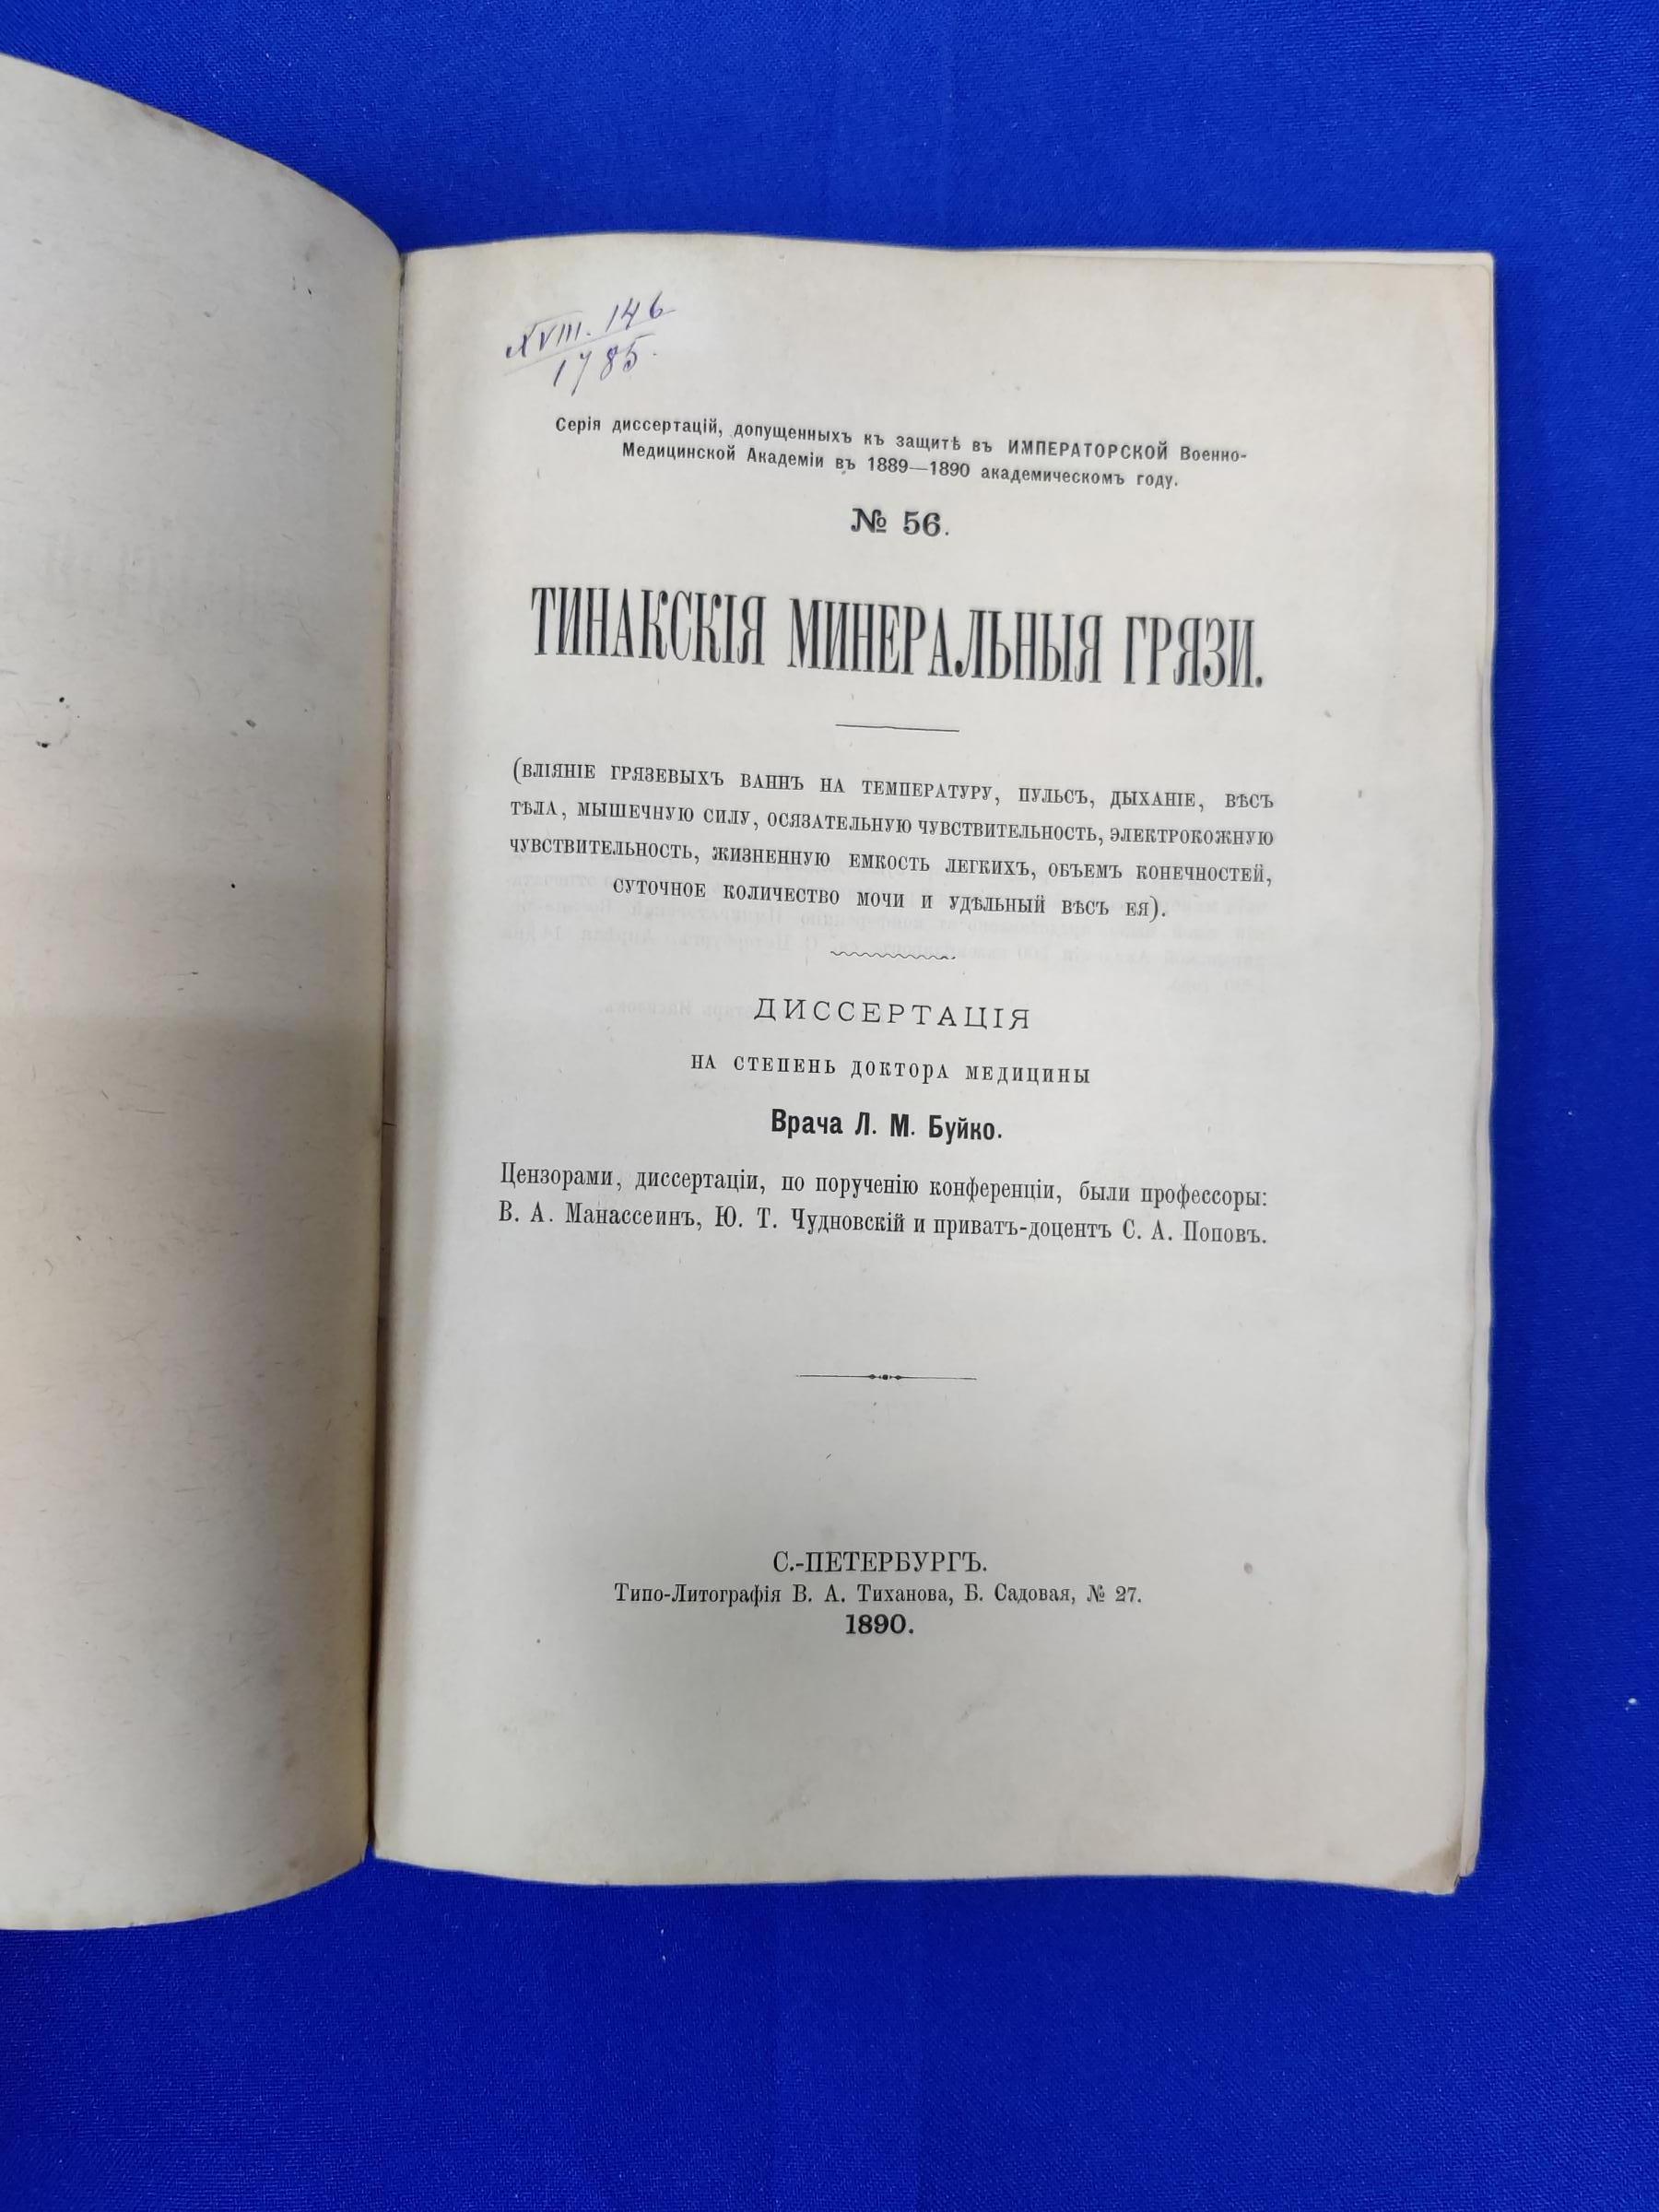 XVIII. 146
1785.
Серія диссертацій, допущенныхъ къ защитѣ въ ИМПЕРАТОРСКОЙ Военно-
Медицинской Академіи въ 1889—1890 академическомъ году.
№ 56.
ТИНАКСКІЯ МИНЕРАЛЬНЫЯ ГРЯЗИ.
(ВЛІЯНІЕ ГРЯЗЕВЫХЪ ВАННЪ НА ТЕМПЕРАТУРУ, ПУЛЬСЪ, ДЫХАНІЕ, ВѢСЪ
ТѢЛА, МЫШЕЧНУЮ СИЛУ, ОСЯЗАТЕЛЬНУЮ ЧУВСТВИТЕЛЬНОСТЬ, ЭЛЕКТРОКОЖНУЮ
ЧУВСТВИТЕЛЬНОСТЬ, ЖИЗНЕННУЮ ЕМКОСТЬ ЛЕГКИХЪ, ОБЪЕМЪ КОНЕЧНОСТЕЙ,
СУТОЧНОЕ КОЛИЧЕСТВО МОЧИ И УДѢЛЬНЫЙ ВѢСЪ ЕЯ).
ДИССЕРТАЦІЯ
НА СТЕПЕНЬ ДОКТОРА МЕДИЦИНЫ
Врача Л. М. Буйко.
Цензорами, диссертаціи, по порученію конференціи, были профессоры:
В. А. Манассеинъ, Ю. Т. Чудновскій и приватъ-доцентъ С. А. Поповъ.
С.-ПЕТЕРБУРГЪ.
Типо-Литографія В. А. Тиханова, Б. Садовая, № 27.
1890.